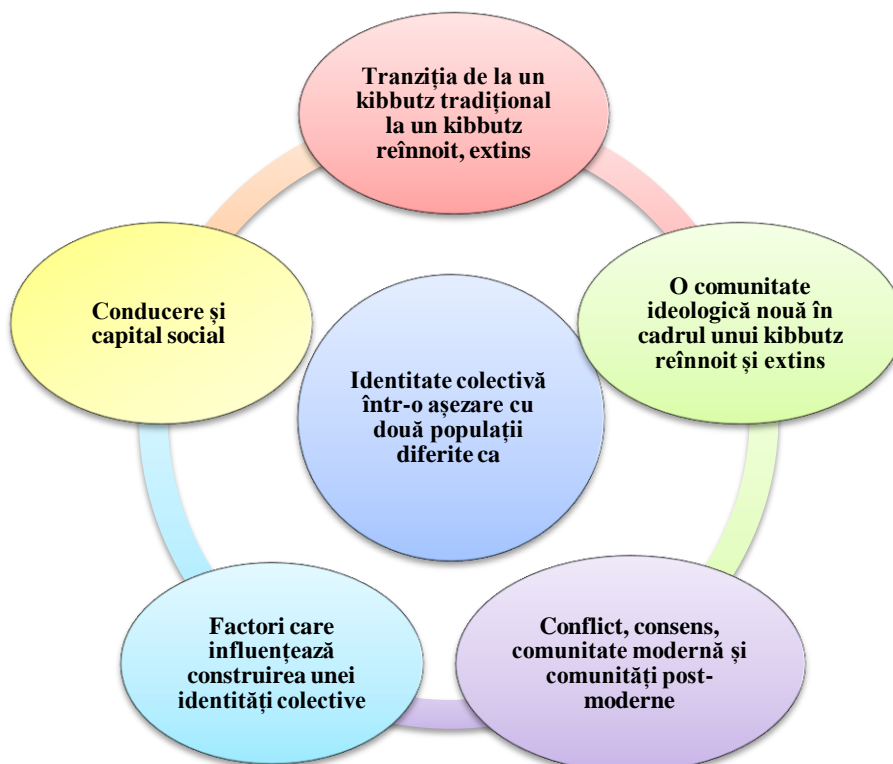 Tranziția de la un
kibbutz tradițional
la un kibbutz
reînnoit, extins
O comunitate
ideologică nouă în
cadrul unui kibbutz
reînnoit și extins
Conflict, consens,
comunitate modernă și
comunități post-
moderne
Factori care
influențează
construirea unei
identități colective
Conducere și
capital social
Identitate colectivă
într-o așezare cu
două populații
diferite ca